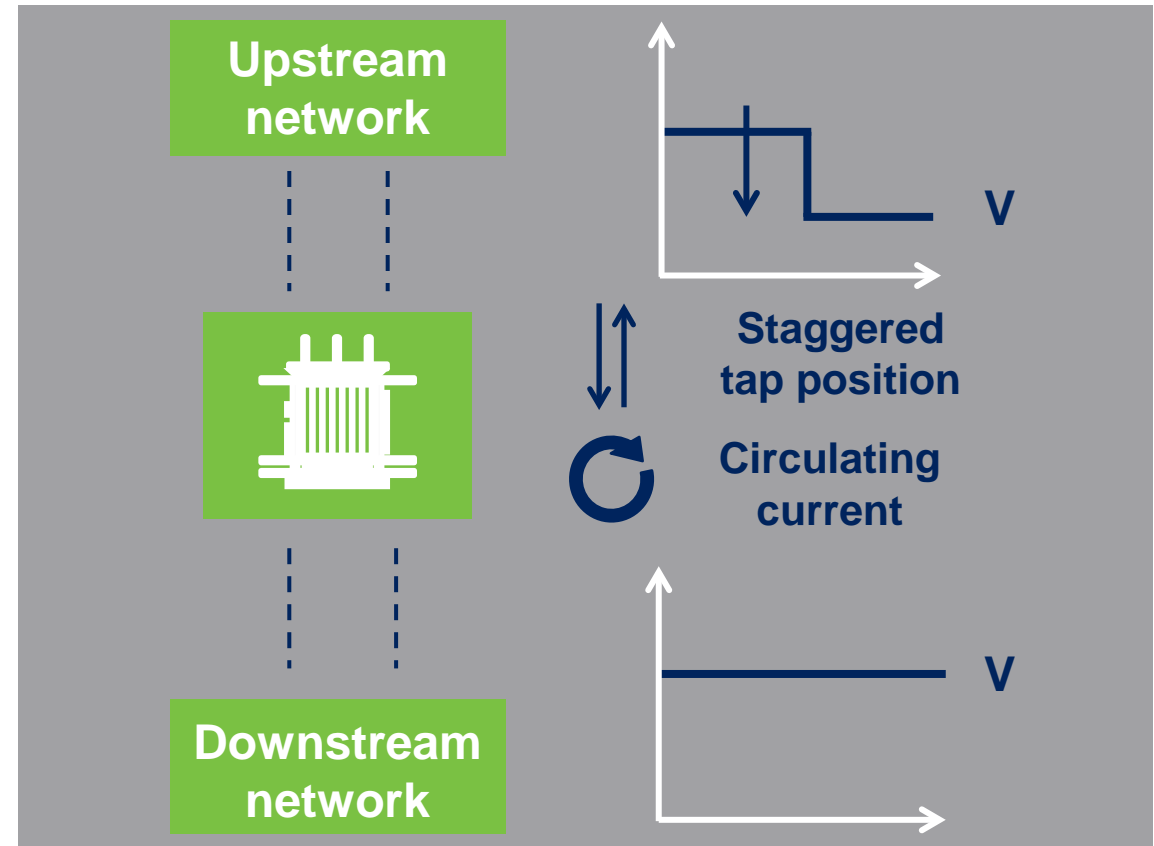 Upstream
network
V
Staggered
tap position
Circulating
current
V
Downstream
network